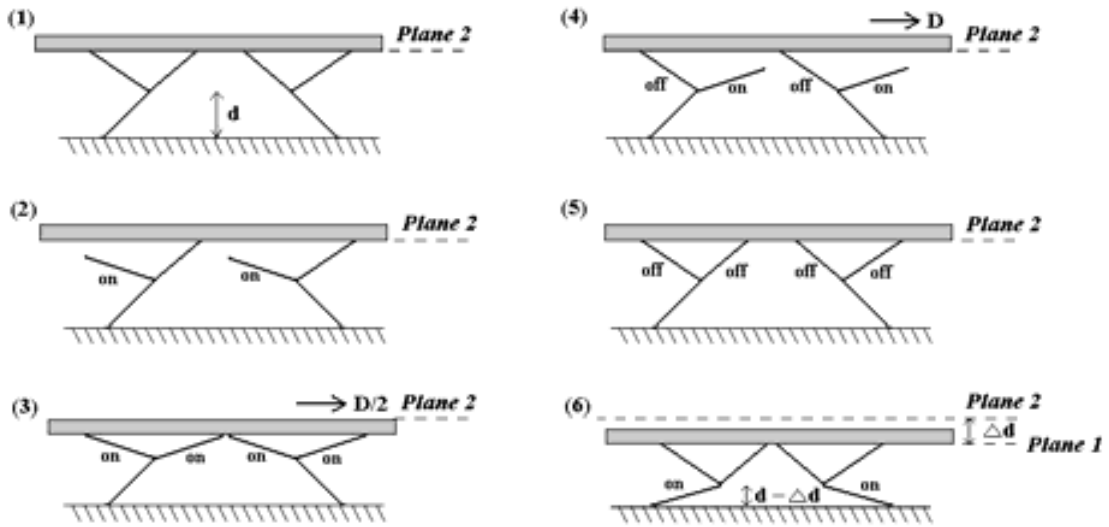 (1)
Plane 2
d
(2)
Plane 2
on
on
(3)
D/2
Plane 2
on
on
on
on
(4)
D
Plane 2
off
on
off
on
(5)
Plane 2
off
off
off
off
(6)
Plane 2
△d
Plane 1
on
d − △d
on